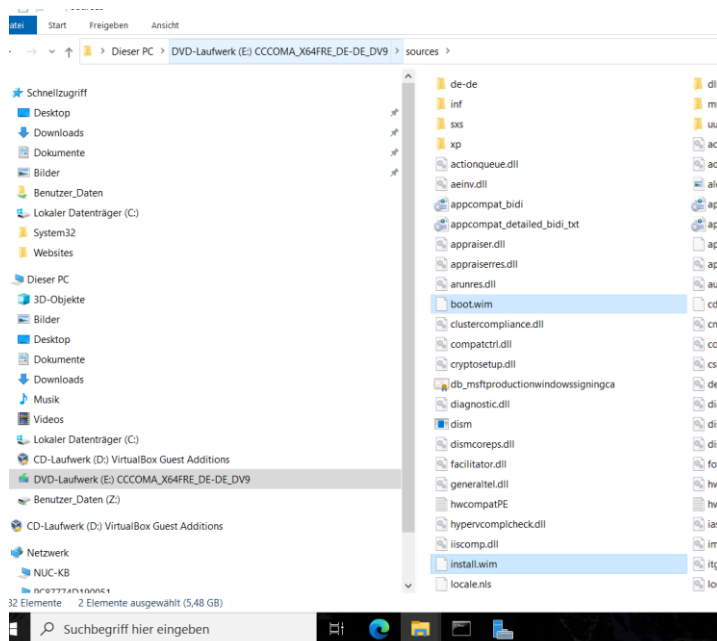 Start Freigeben Ansicht
Dieser PC > DVD-Laufwerk (E:) CCCOMA_X64FRE_DE-DE_DV9 > sources >
Schnellzugriff
Desktop
Downloads
Dokumente
Bilder
Benutzer_Daten
Lokaler Datenträger (C:)
System32
Websites
Dieser PC
3D-Objekte
Bilder
Desktop
Dokumente
Downloads
Musik
Videos
Lokaler Datenträger (C:)
CD-Laufwerk (D:) VirtualBox Guest Additions
DVD-Laufwerk (E:) CCCOMA_X64FRE_DE-DE_DV9
Benutzer_Daten (Z:)
CD-Laufwerk (D:) VirtualBox Guest Additions
Netzwerk
NUC-KB
de-de
inf
sxs
xp
actionqueue.dll
aeinv.dll
appcompat_bidi
appcompat_detailed_bidi_txt
appraiser.dll
appraiserres.dll
arunres.dll
boot.wim
clustercompliance.dll
compatctrl.dll
cryptosetup.dll
db_msftproductionwindowssigningca
diagnostic.dll
dism
dismcoreps.dll
facilitator.dll
generaltel.dll
hwcompatPE
hypervcomplcheck.dll
iiscomp.dll
install.wim
locale.nls
32 Elemente 2 Elemente ausgewählt (5,48 GB)
Suchbegriff hier eingeben